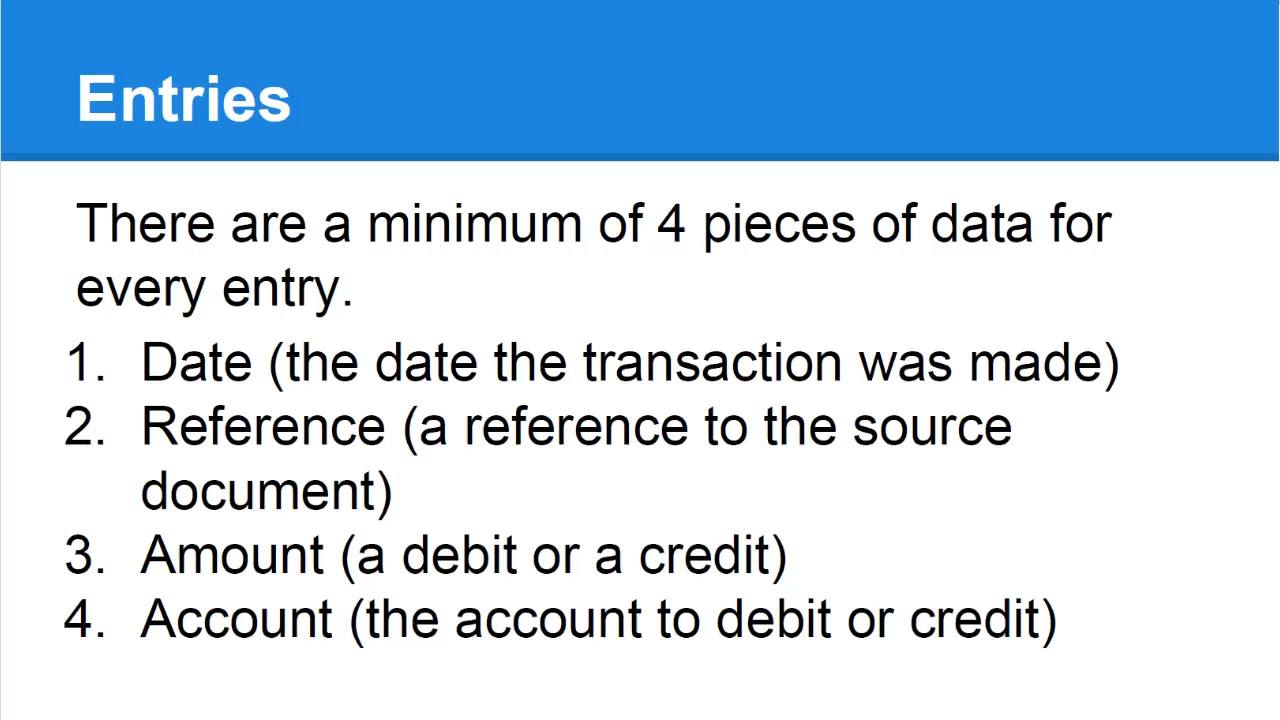 Entries
There are a minimum of 4 pieces of data for
every entry.
1. Date (the date the transaction was made)
2. Reference (a reference to the source
document)
3. Amount (a debit or a credit)
4. Account (the account to debit or credit)